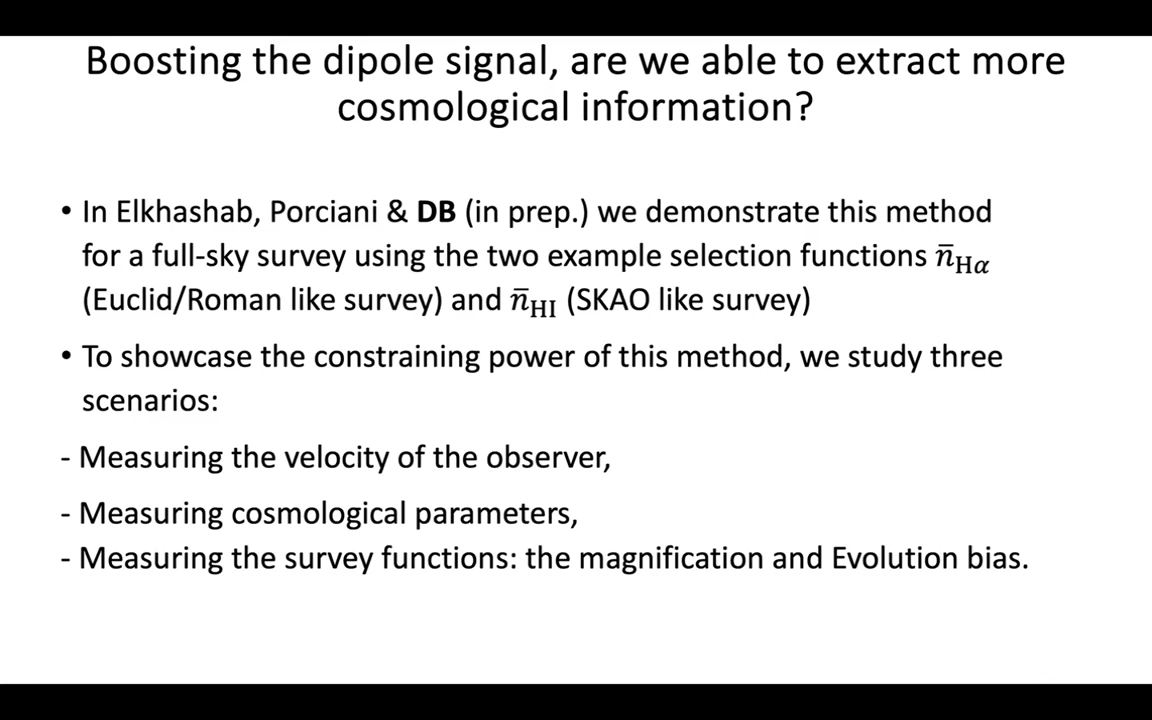 Boosting the dipole signal, are we able to extract more
cosmological information?
• In Elkhashab, Porciani & DB (in prep.) we demonstrate this method
for a full-sky survey using the two example selection functions n̄Hα
(Euclid/Roman like survey) and n̄HI (SKAO like survey)
• To showcase the constraining power of this method, we study three
scenarios:
- Measuring the velocity of the observer,
- Measuring cosmological parameters,
- Measuring the survey functions: the magnification and Evolution bias.